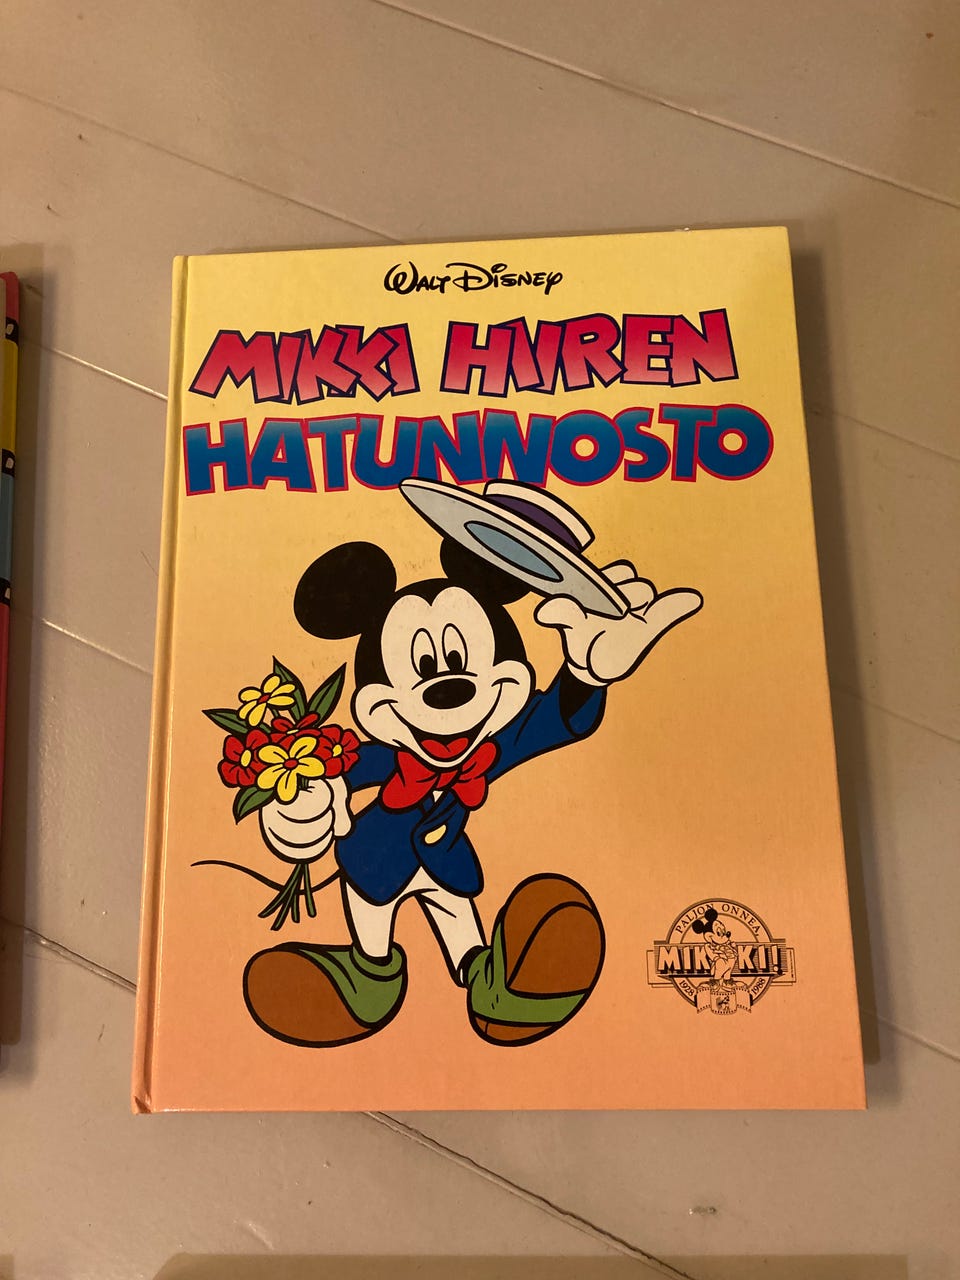 WALT DISNEY
MIKKI HIIREN
HATUNNOSTO
PALJON ONNEA,
MIKKI!
1928 1988